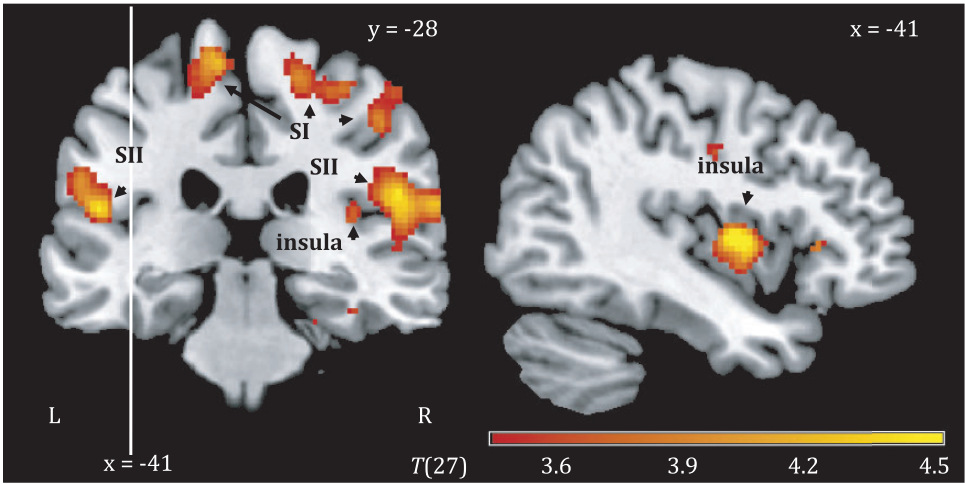 y = -28
x = -41
SI
SII
SII
insula
insula
L
R
x = -41
T(27) 3.6 3.9 4.2 4.5